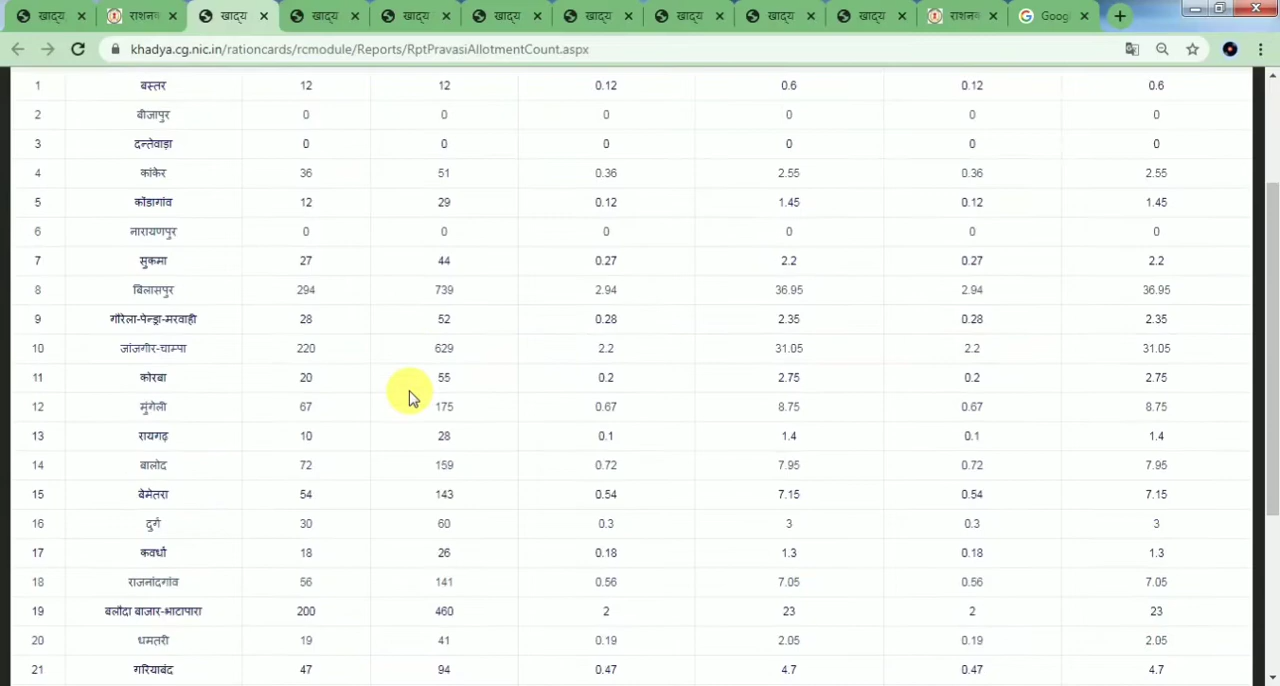 खाद्य राशन खाद्य खाद्य खाद्य खाद्य खाद्य खाद्य खाद्य खाद्य राशन Goog
khadya.cg.nic.in/rationcards/rcmodule/Reports/RptPravasiAllotmentCount.aspx
1 बस्तर 12 12 0.12 0.6 0.12 0.6
2 बीजापुर 0 0 0 0 0 0
3 दन्तेवाड़ा 0 0 0 0 0 0
4 कांकेर 36 51 0.36 2.55 0.36 2.55
5 कोंडागांव 12 29 0.12 1.45 0.12 1.45
6 नारायणपुर 0 0 0 0 0 0
7 सुकमा 27 44 0.27 2.2 0.27 2.2
8 बिलासपुर 294 739 2.94 36.95 2.94 36.95
9 गौरेला-पेन्ड्रा-मरवाही 28 52 0.28 2.35 0.28 2.35
10 जांजगीर-चाम्पा 220 629 2.2 31.05 2.2 31.05
11 कोरबा 20 55 0.2 2.75 0.2 2.75
12 मुंगेली 67 175 0.67 8.75 0.67 8.75
13 रायगढ़ 10 28 0.1 1.4 0.1 1.4
14 बालोद 72 159 0.72 7.95 0.72 7.95
15 बेमेतरा 54 143 0.54 7.15 0.54 7.15
16 दुर्ग 30 60 0.3 3 0.3 3
17 कवर्धा 18 26 0.18 1.3 0.18 1.3
18 राजनांदगांव 56 141 0.56 7.05 0.56 7.05
19 बलौदा बाजार-भाटापारा 200 460 2 23 2 23
20 धमतरी 19 41 0.19 2.05 0.19 2.05
21 गरियाबंद 47 94 0.47 4.7 0.47 4.7